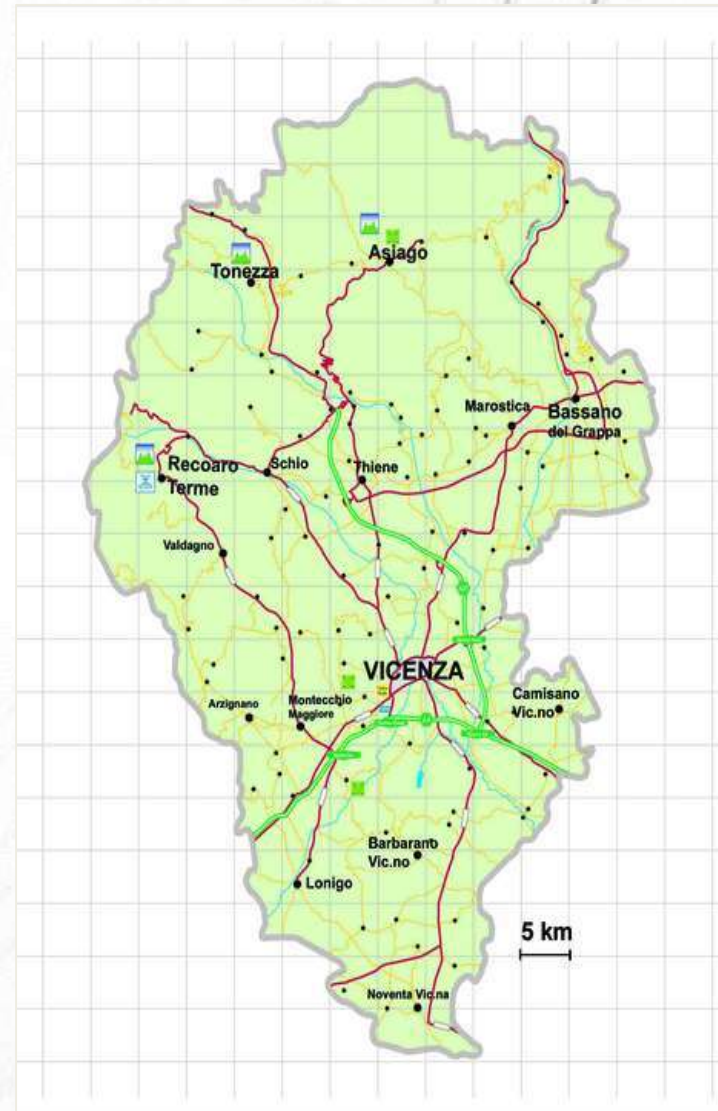 Asiago
Tonezza
Marostica
Bassano
del Grappa
Recoaro
Terme
Schio
Thiene
Valdagno
VICENZA
Arzignano
Montecchio
Maggiore
Camisano
Vic.no
Barbarano
Vic.no
Lonigo
5 km
Noventa Vic.na